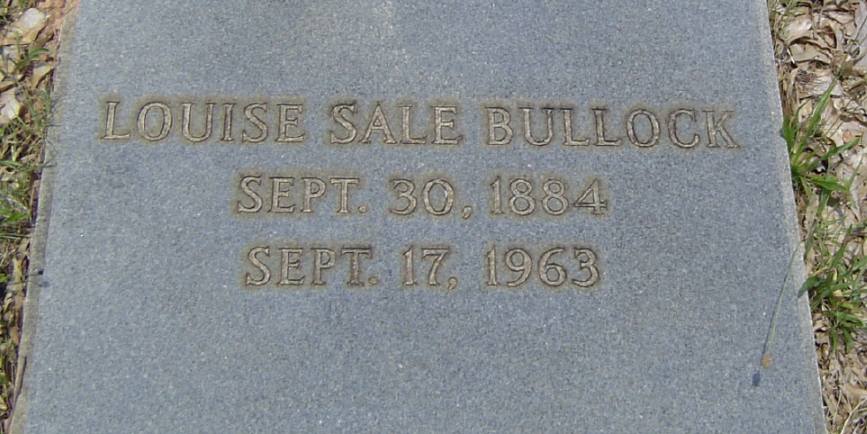 LOUISE SALE BULLOCK
SEPT. 30, 1884
SEPT. 17, 1963